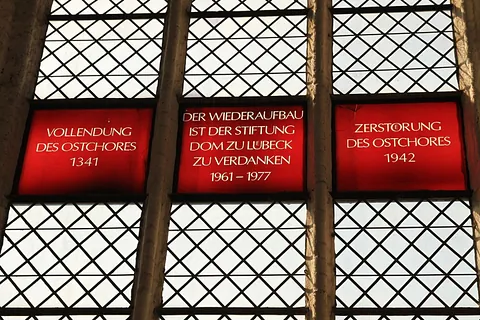 VOLLENDUNG
DES OSTCHORES
1341
DER WIEDERAUFBAU
IST DER STIFTUNG
DOM ZU LÜBECK
ZU VERDANKEN
1961 – 1977
ZERSTÖRUNG
DES OSTCHORES
1942